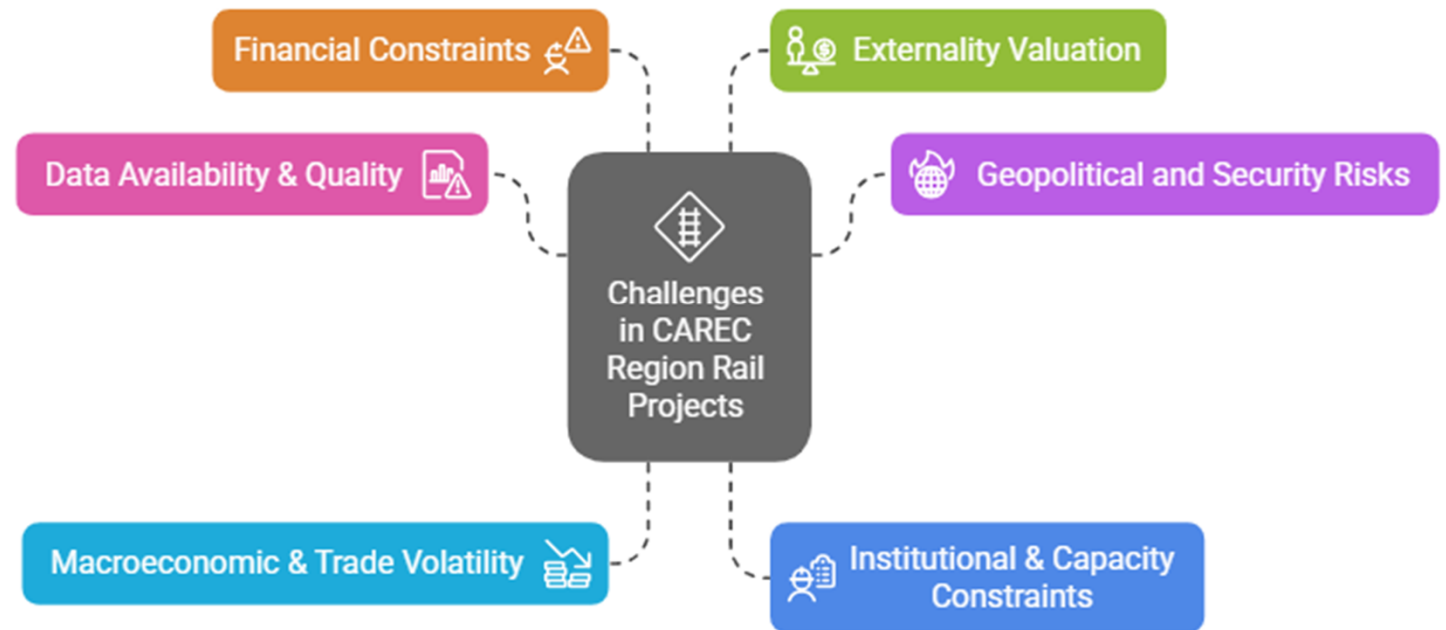 Financial Constraints
Externality Valuation
Data Availability & Quality
Geopolitical and Security Risks
Challenges
in CAREC
Region Rail
Projects
Macroeconomic & Trade Volatility
Institutional & Capacity
Constraints